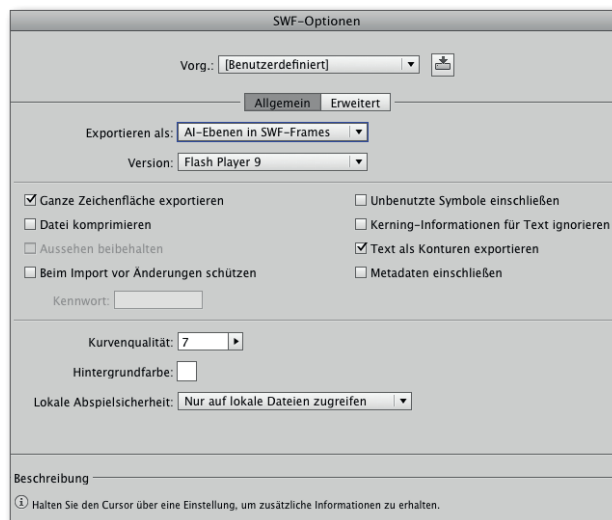 SWF-Optionen
Vorg.: [Benutzerdefiniert]
Allgemein Erweitert
Exportieren als: AI-Ebenen in SWF-Frames
Version: Flash Player 9
Ganze Zeichenfläche exportieren
Unbenutzte Symbole einschließen
Datei komprimieren
Kerning-Informationen für Text ignorieren
Aussehen beibehalten
Text als Konturen exportieren
Beim Import vor Änderungen schützen
Metadaten einschließen
Kennwort:
Kurvenqualität: 7
Hintergrundfarbe:
Lokale Abspielsicherheit: Nur auf lokale Dateien zugreifen
Beschreibung
Halten Sie den Cursor über eine Einstellung, um zusätzliche Informationen zu erhalten.